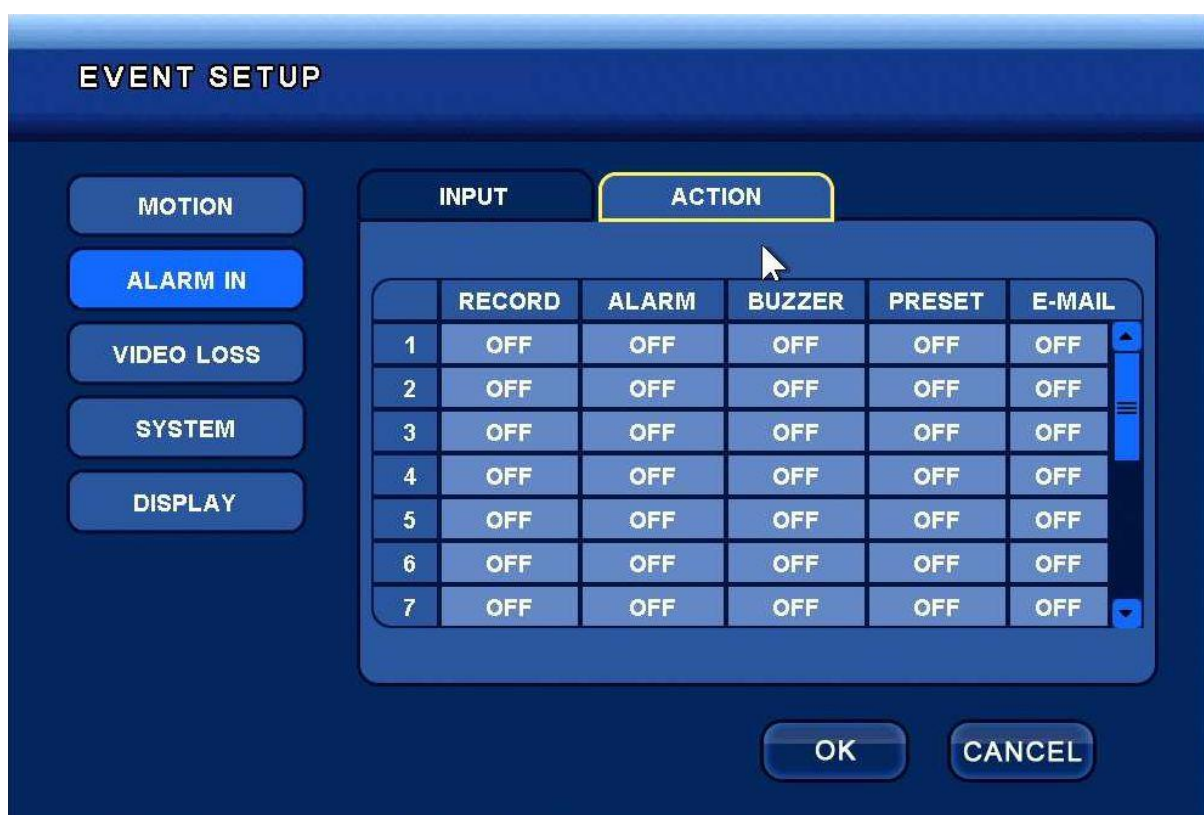 EVENT SETUP
MOTION
ALARM IN
VIDEO LOSS
SYSTEM
DISPLAY
INPUT ACTION
RECORD ALARM BUZZER PRESET E-MAIL
1 OFF OFF OFF OFF OFF
2 OFF OFF OFF OFF OFF
3 OFF OFF OFF OFF OFF
4 OFF OFF OFF OFF OFF
5 OFF OFF OFF OFF OFF
6 OFF OFF OFF OFF OFF
7 OFF OFF OFF OFF OFF
OK CANCEL